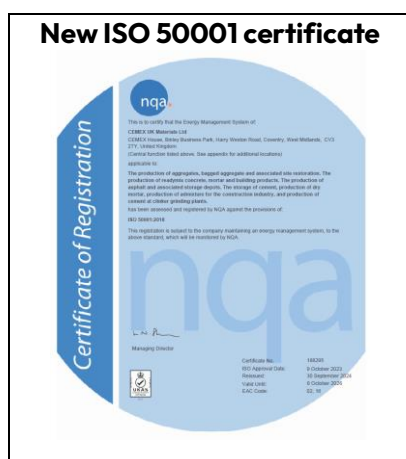 New ISO 50001 certificate
nqa.
Certificate of Registration
This is to certify that the Energy Management System of:
CEMEX UK Materials Ltd
CEMEX House, Binley Business Park, Harry Weston Road, Coventry, West Midlands, CV3
2TY, United Kingdom
(Central function listed above. See appendix for additional locations)
applicable to:
The production of aggregates, bagged aggregate and associated site restoration. The
production of readymix concrete, mortar and building products. The production of
asphalt and associated storage depots. The storage of cement, production of dry
mortar, production of admixture for the construction industry, and production of
cement at clinker grinding plants.
has been assessed and registered by NQA against the provisions of:
ISO 50001:2018
This registration is subject to the company maintaining an energy management system, to the
above standard, which will be monitored by NQA.
nqa
Managing Director
Certificate No.
ISO Approval Date: 9 October 2023
Reissued: 30 September 2024
Valid Until: 8 October 2026
EAC Code:
UKAS